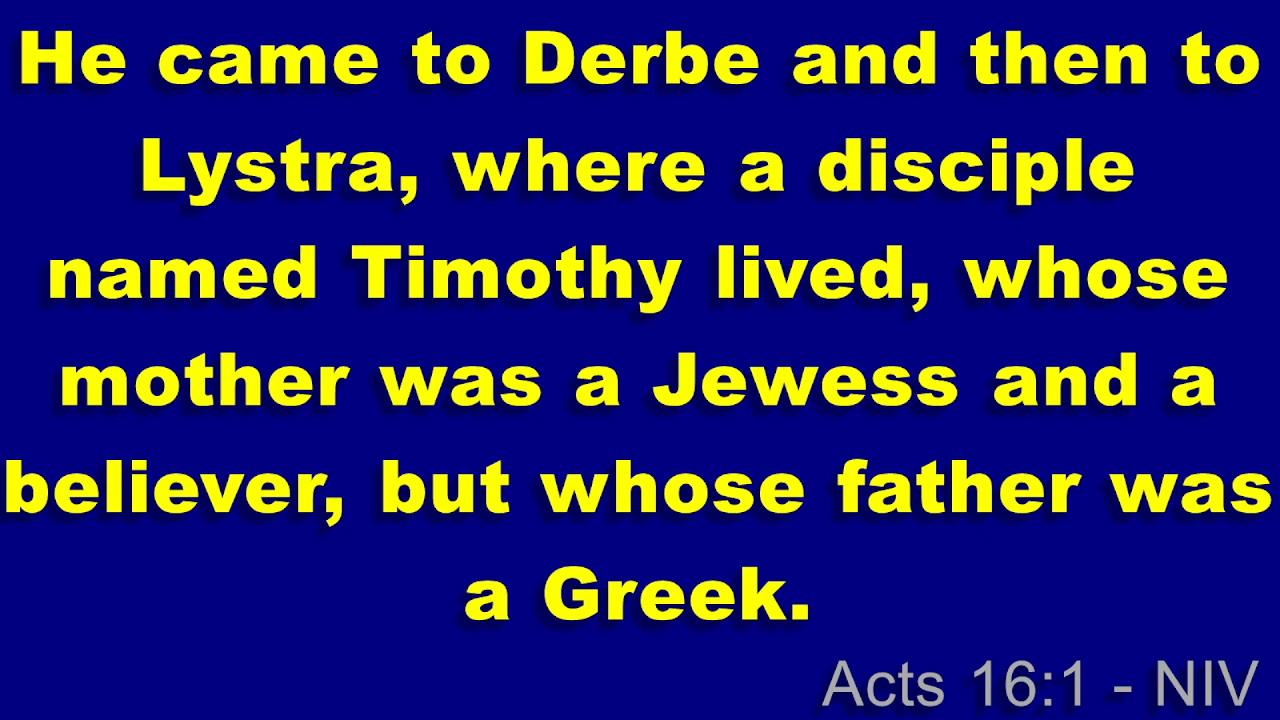 He came to Derbe and then to
Lystra, where a disciple
named Timothy lived, whose
mother was a Jewess and a
believer, but whose father was
a Greek.
Acts 16:1 - NIV